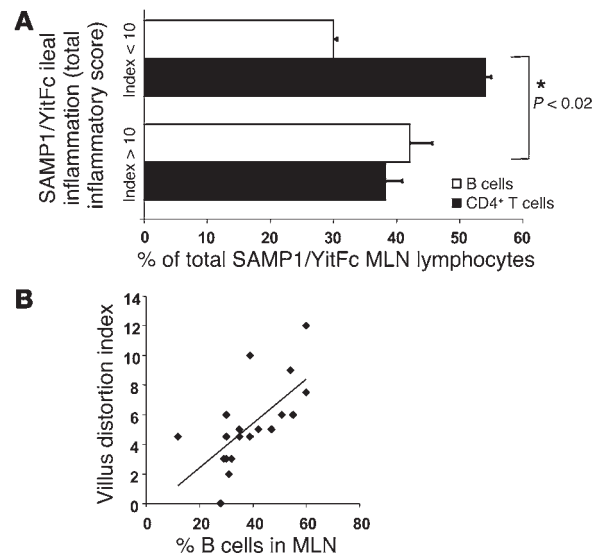 A
SAMP1/YitFc ileal
inflammation (total
inflammatory score)
Index < 10
Index > 10
*
P < 0.02
B cells
CD4+ T cells
0 10 20 30 40 50 60
% of total SAMP1/YitFc MLN lymphocytes
B
Villus distortion index
14
12
10
8
6
4
2
0
0 20 40 60 80
% B cells in MLN